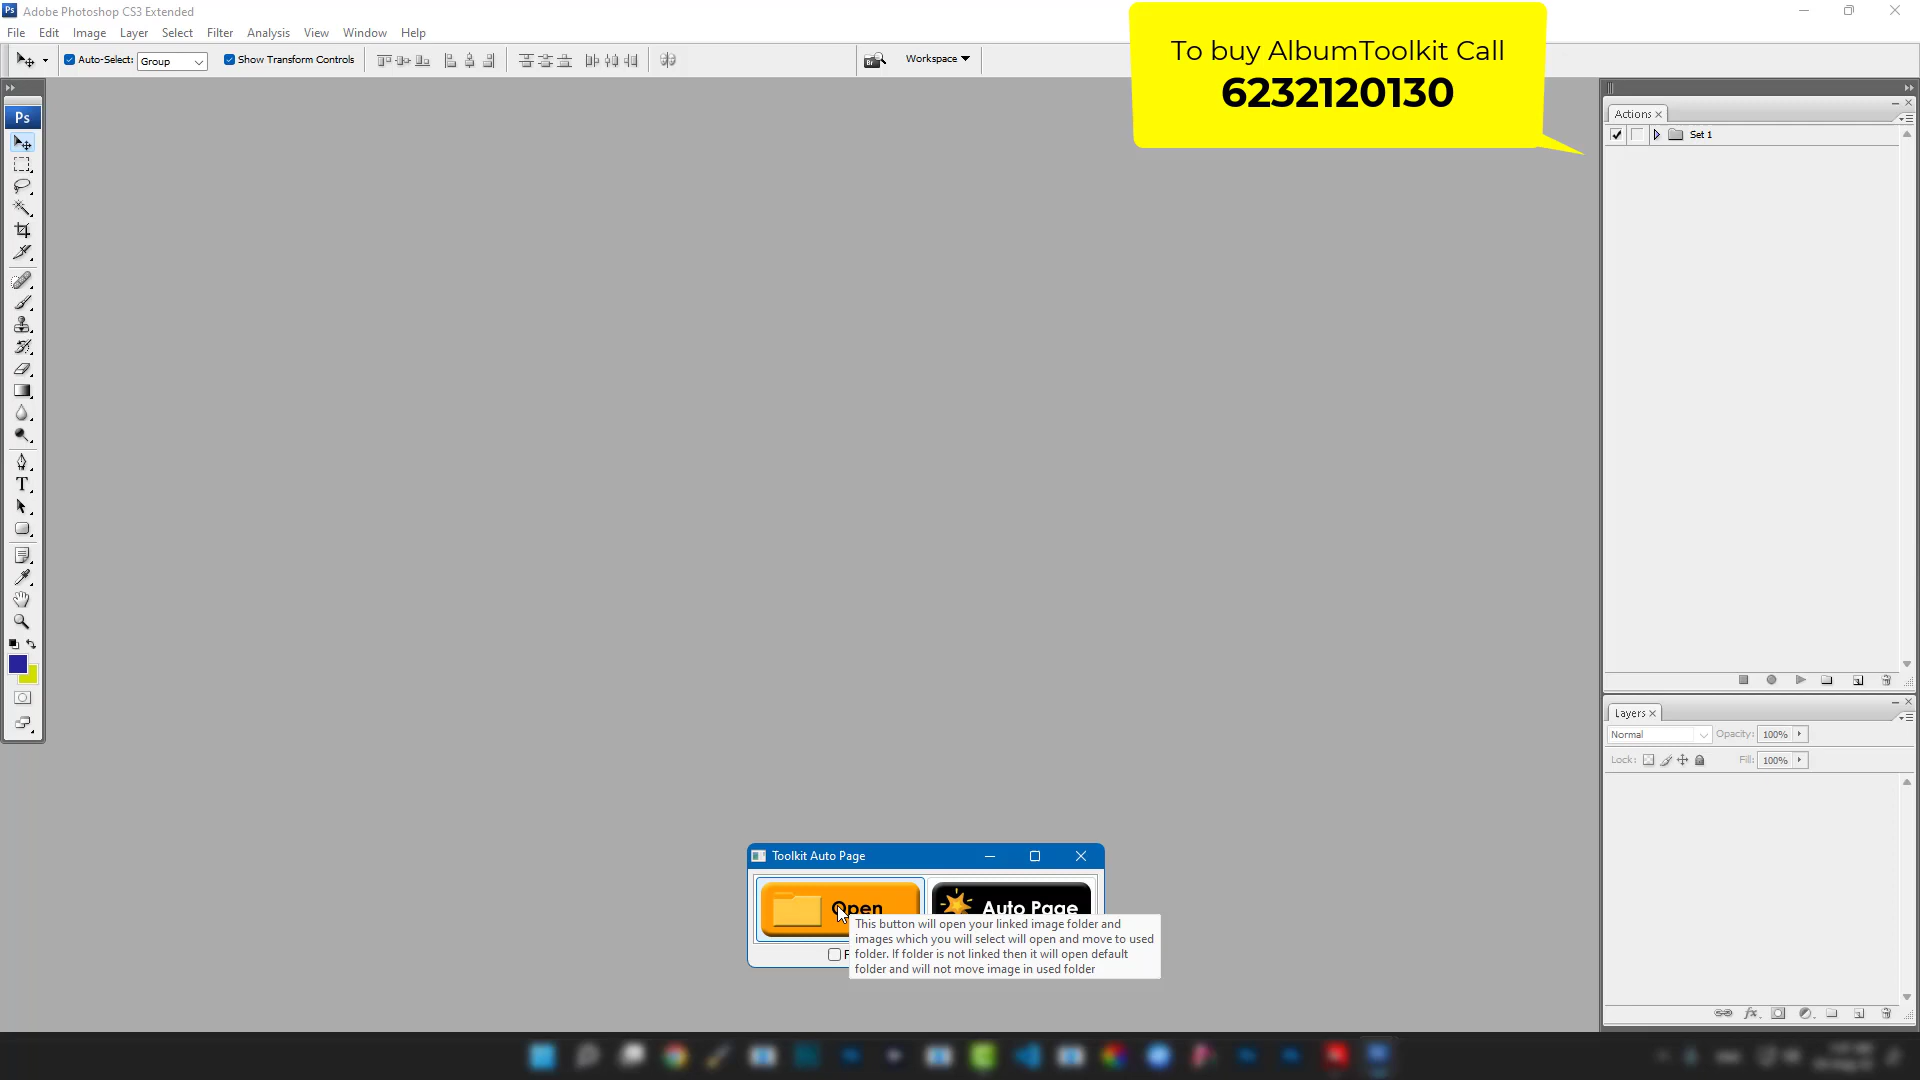 Ps Adobe Photoshop CS3 Extended
File Edit Image Layer Select Filter Analysis View Window Help
Auto-Select: Group Show Transform Controls Br Workspace
To buy AlbumToolkit Call
6232120130
Ps
Actions
Set 1
T
Layers
Normal Opacity: 100%
Lock: Fill: 100%
Toolkit Auto Page
Open Auto Page
F
This button will open your linked image folder and
images which you will select will open and move to used
folder. If folder is not linked then it will open default
folder and will not move image in used folder
fx